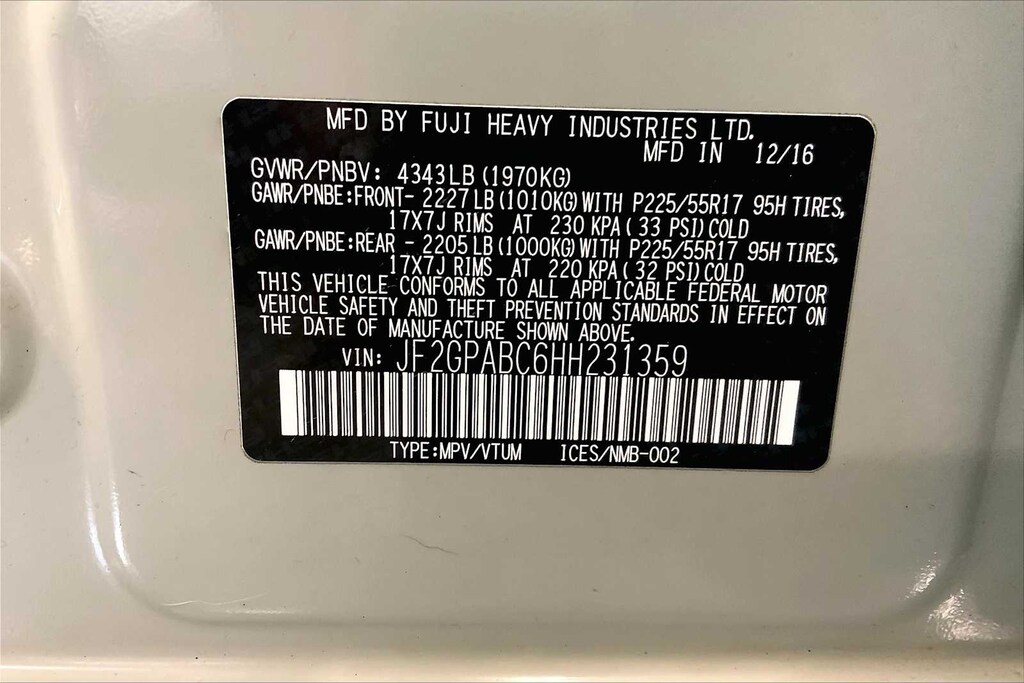 MFD BY FUJI HEAVY INDUSTRIES LTD.
MFD IN 12/16
GVWR/PNBV: 4343LB (1970KG)
GAWR/PNBE:FRONT- 2227LB (1010KG) WITH P225/55R17 95H TIRES,
17X7J RIMS AT 230 KPA ( 33 PSI) COLD
GAWR/PNBE:REAR - 2205LB (1000KG) WITH P225/55R17 95H TIRES,
17X7J RIMS AT 220 KPA ( 32 PSI) COLD
THIS VEHICLE CONFORMS TO ALL APPLICABLE FEDERAL MOTOR
VEHICLE SAFETY AND THEFT PREVENTION STANDARDS IN EFFECT ON
THE DATE OF MANUFACTURE SHOWN ABOVE.
VIN: JF2GPABC6HH231359
TYPE:MPV/VTUM ICES/NMB-002